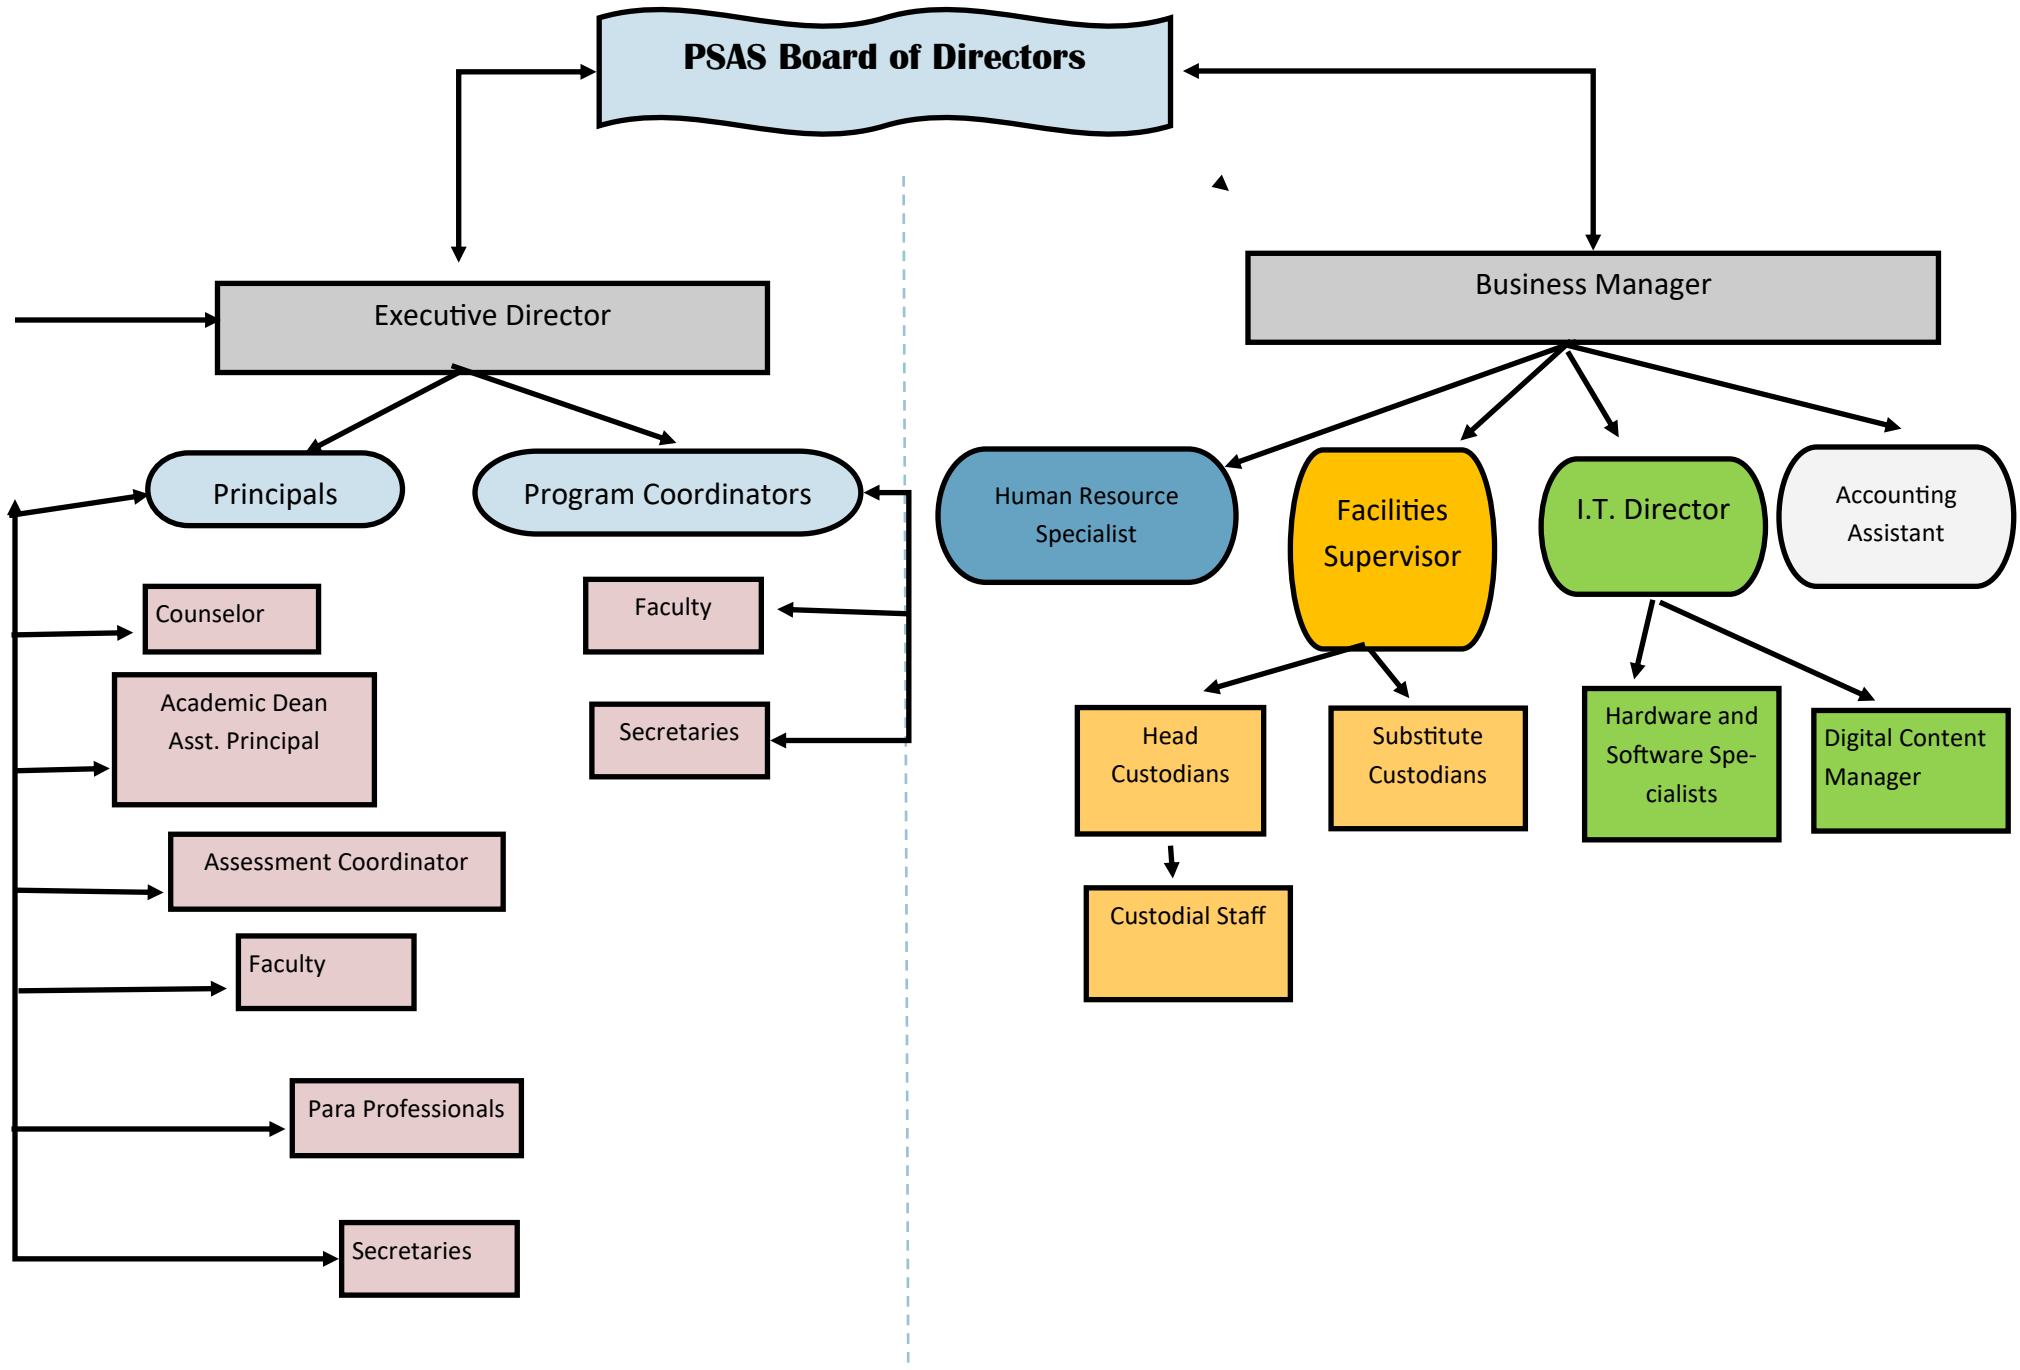 PSAS Board of Directors
Executive Director
Business Manager
Principals
Program Coordinators
Human Resource
Specialist
Facilities
Supervisor
I.T. Director
Accounting
Assistant
Counselor
Academic Dean
Asst. Principal
Assessment Coordinator
Faculty
Para Professionals
Secretaries
Faculty
Secretaries
Head
Custodians
Substitute
Custodians
Hardware and
Software Spe-
cialists
Digital Content
Manager
Custodial Staff